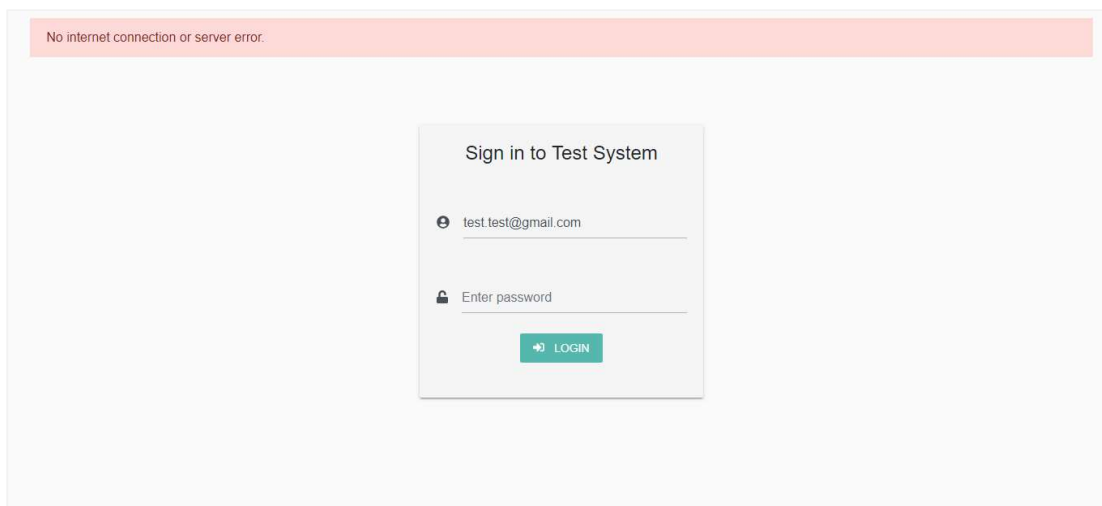 No internet connection or server error.
Sign in to Test System
test.test@gmail.com
Enter password
LOGIN